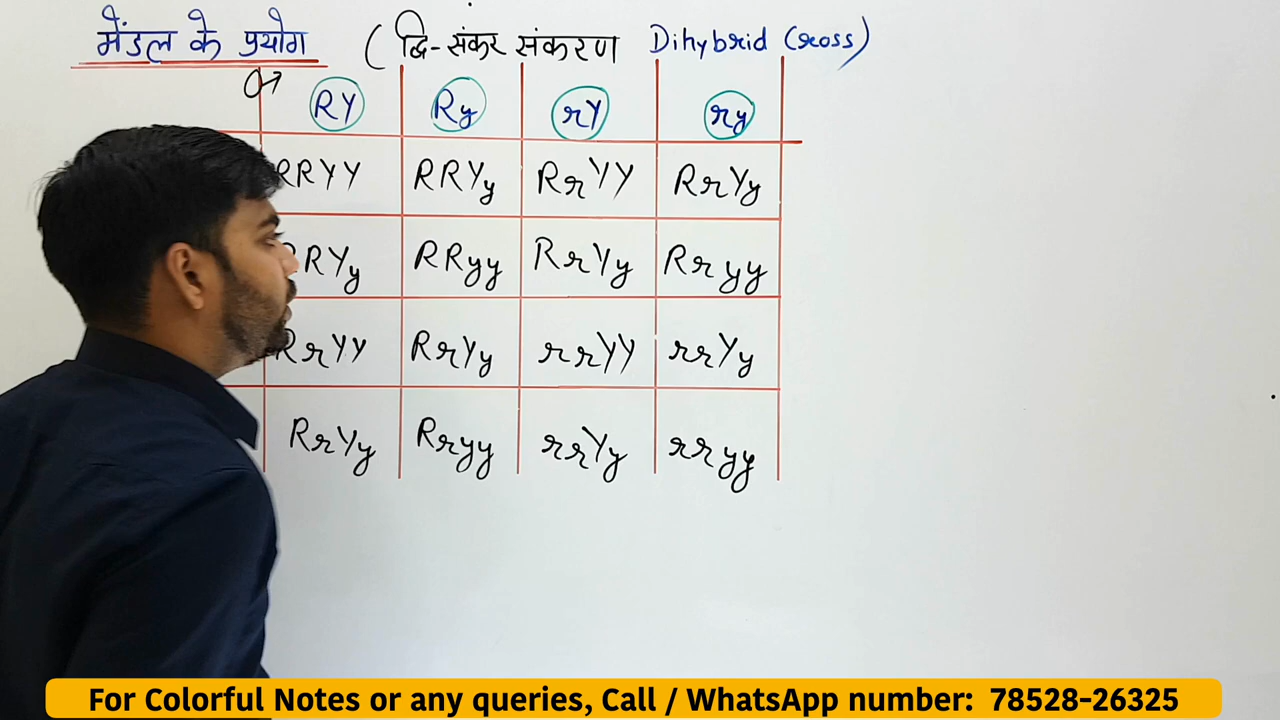 मेंडल के प्रयोग ( द्वि-संकर संकरण Dihybrid Cross)
RY Ry rY ry
RRYY RRYy RrYY RrYy
RRYy RRyy RrYy Rryy
RrYY RrYy rrYY rrYy
RrYy Rryy rrYy rryy
For Colorful Notes or any queries, Call / WhatsApp number: 78528-26325